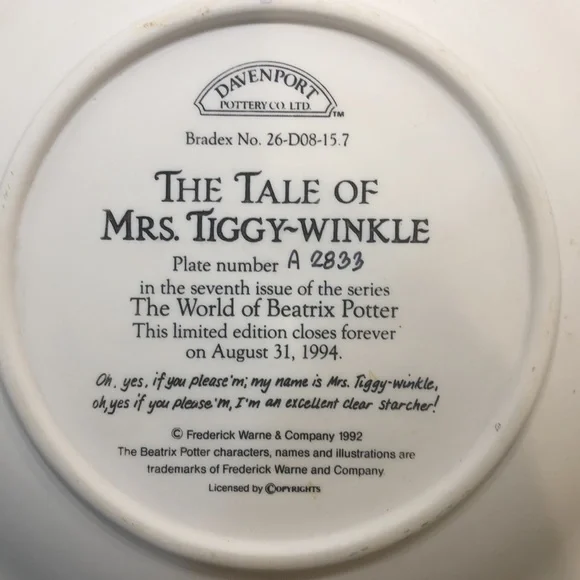 DAVENPORT
POTTERY CO. LTD.
TM
Bradex No. 26-D08-15.7
THE TALE OF
MRS. TIGGY~WINKLE
Plate number A 2833
in the seventh issue of the series
The World of Beatrix Potter
This limited edition closes forever
on August 31, 1994.
Oh, yes, if you please'm; my name is Mrs. Tiggy-winkle,
oh, yes if you please'm, I'm an excellent clear starcher!
© Frederick Warne & Company 1992
The Beatrix Potter characters, names and illustrations are
trademarks of Frederick Warne and Company
Licensed by ©OPYRIGHTS